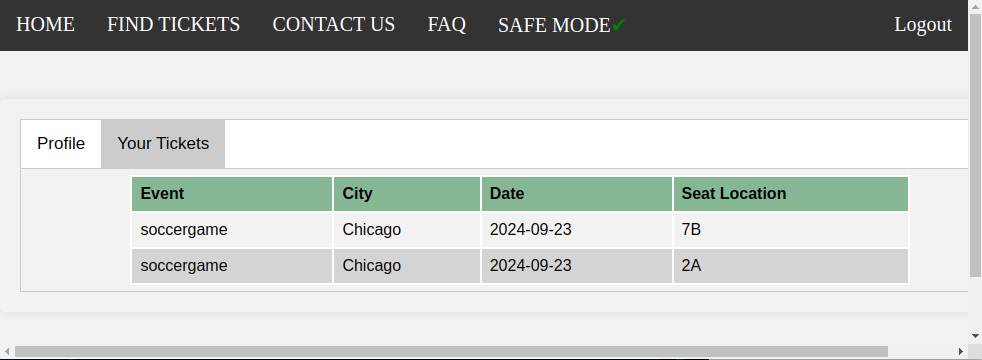 HOME FIND TICKETS CONTACT US FAQ SAFE MODE✔ Logout
Profile Your Tickets
Event City Date Seat Location
soccergame Chicago 2024-09-23 7B
soccergame Chicago 2024-09-23 2A